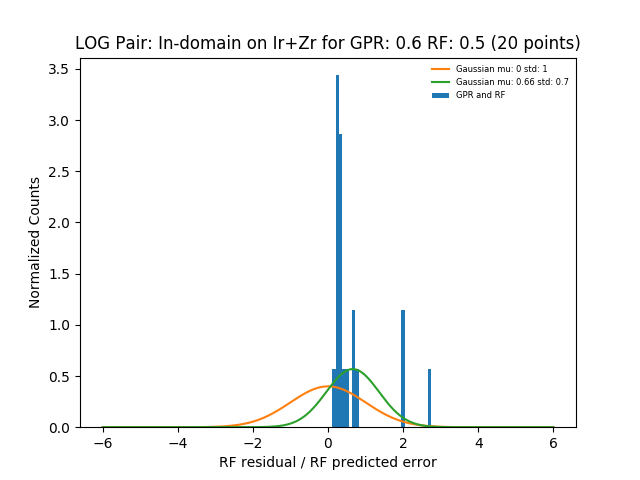 LOG Pair: In-domain on Ir+Zr for GPR: 0.6 RF: 0.5 (20 points)
Gaussian mu: 0 std: 1
Gaussian mu: 0.66 std: 0.7
GPR and RF
Normalized Counts
3.5
3.0
2.5
2.0
1.5
1.0
0.5
0.0
−6 −4 −2 0 2 4 6
RF residual / RF predicted error